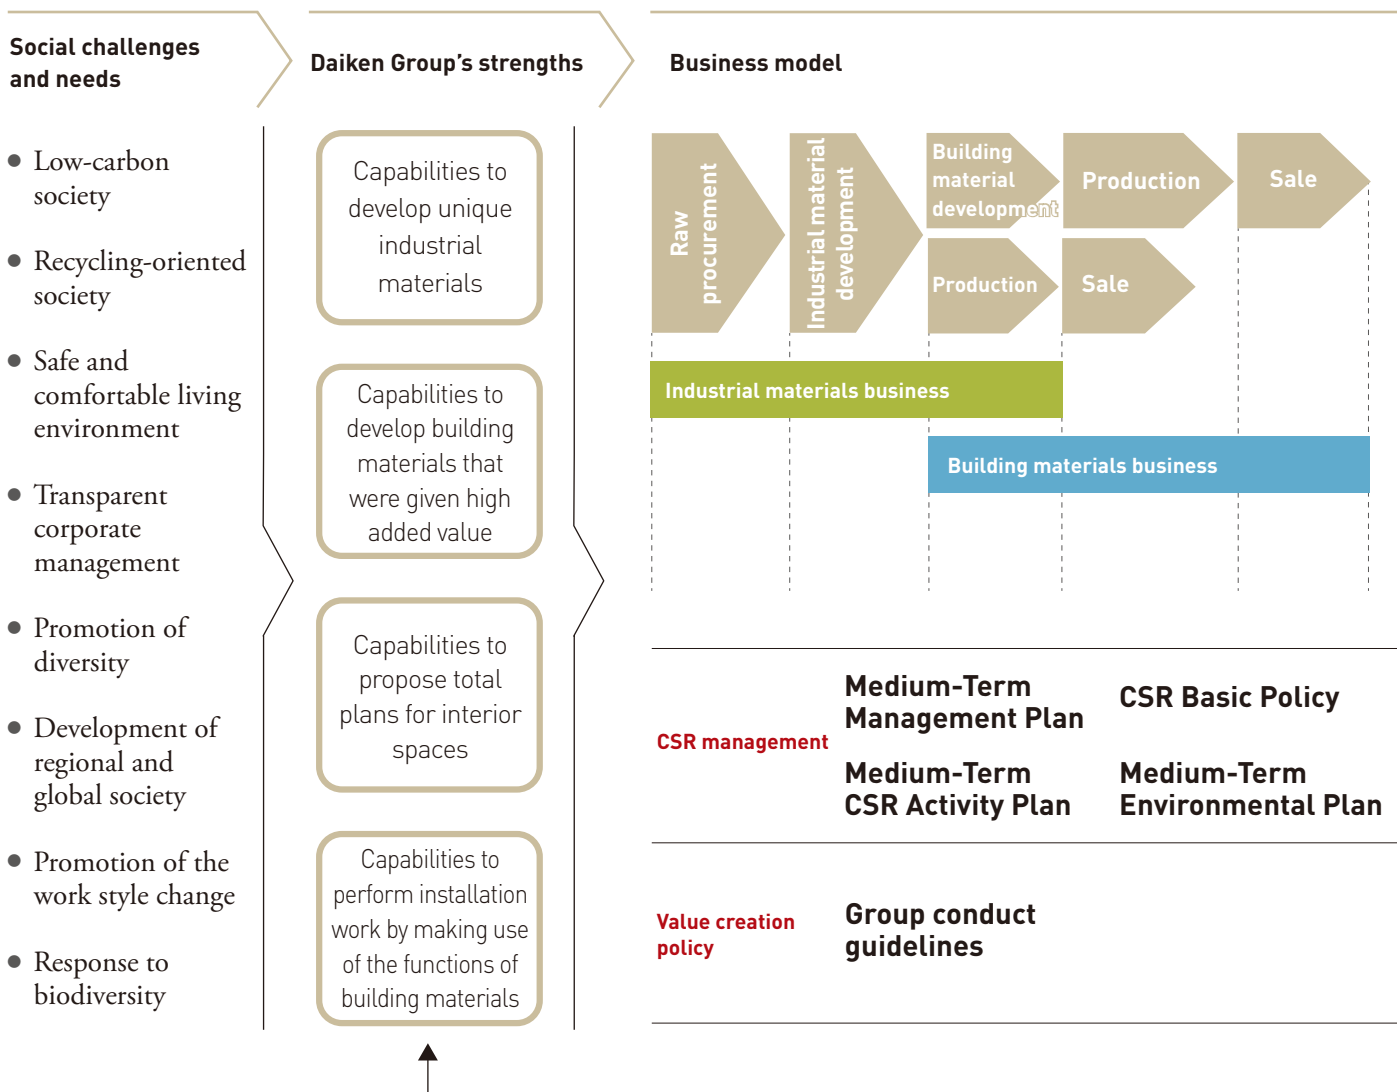 Social challenges
and needs
Daiken Group’s strengths
Business model
Low-carbon
society
Recycling-oriented
society
Safe and
comfortable living
environment
Transparent
corporate
management
Promotion of
diversity
Development of
regional and
global society
Promotion of the
work style change
Response to
biodiversity
Capabilities to
develop unique
industrial
materials
Capabilities to
develop building
materials that
were given high
added value
Capabilities to
propose total
plans for interior
spaces
Capabilities to
perform installation
work by making use
of the functions of
building materials
Raw
procurement
Industrial material
development
Building
material
development
Production
Sale
Production
Sale
Industrial materials business
Building materials business
CSR management
Medium-Term
Management Plan
CSR Basic Policy
Medium-Term
CSR Activity Plan
Medium-Term
Environmental Plan
Value creation
policy
Group conduct
guidelines